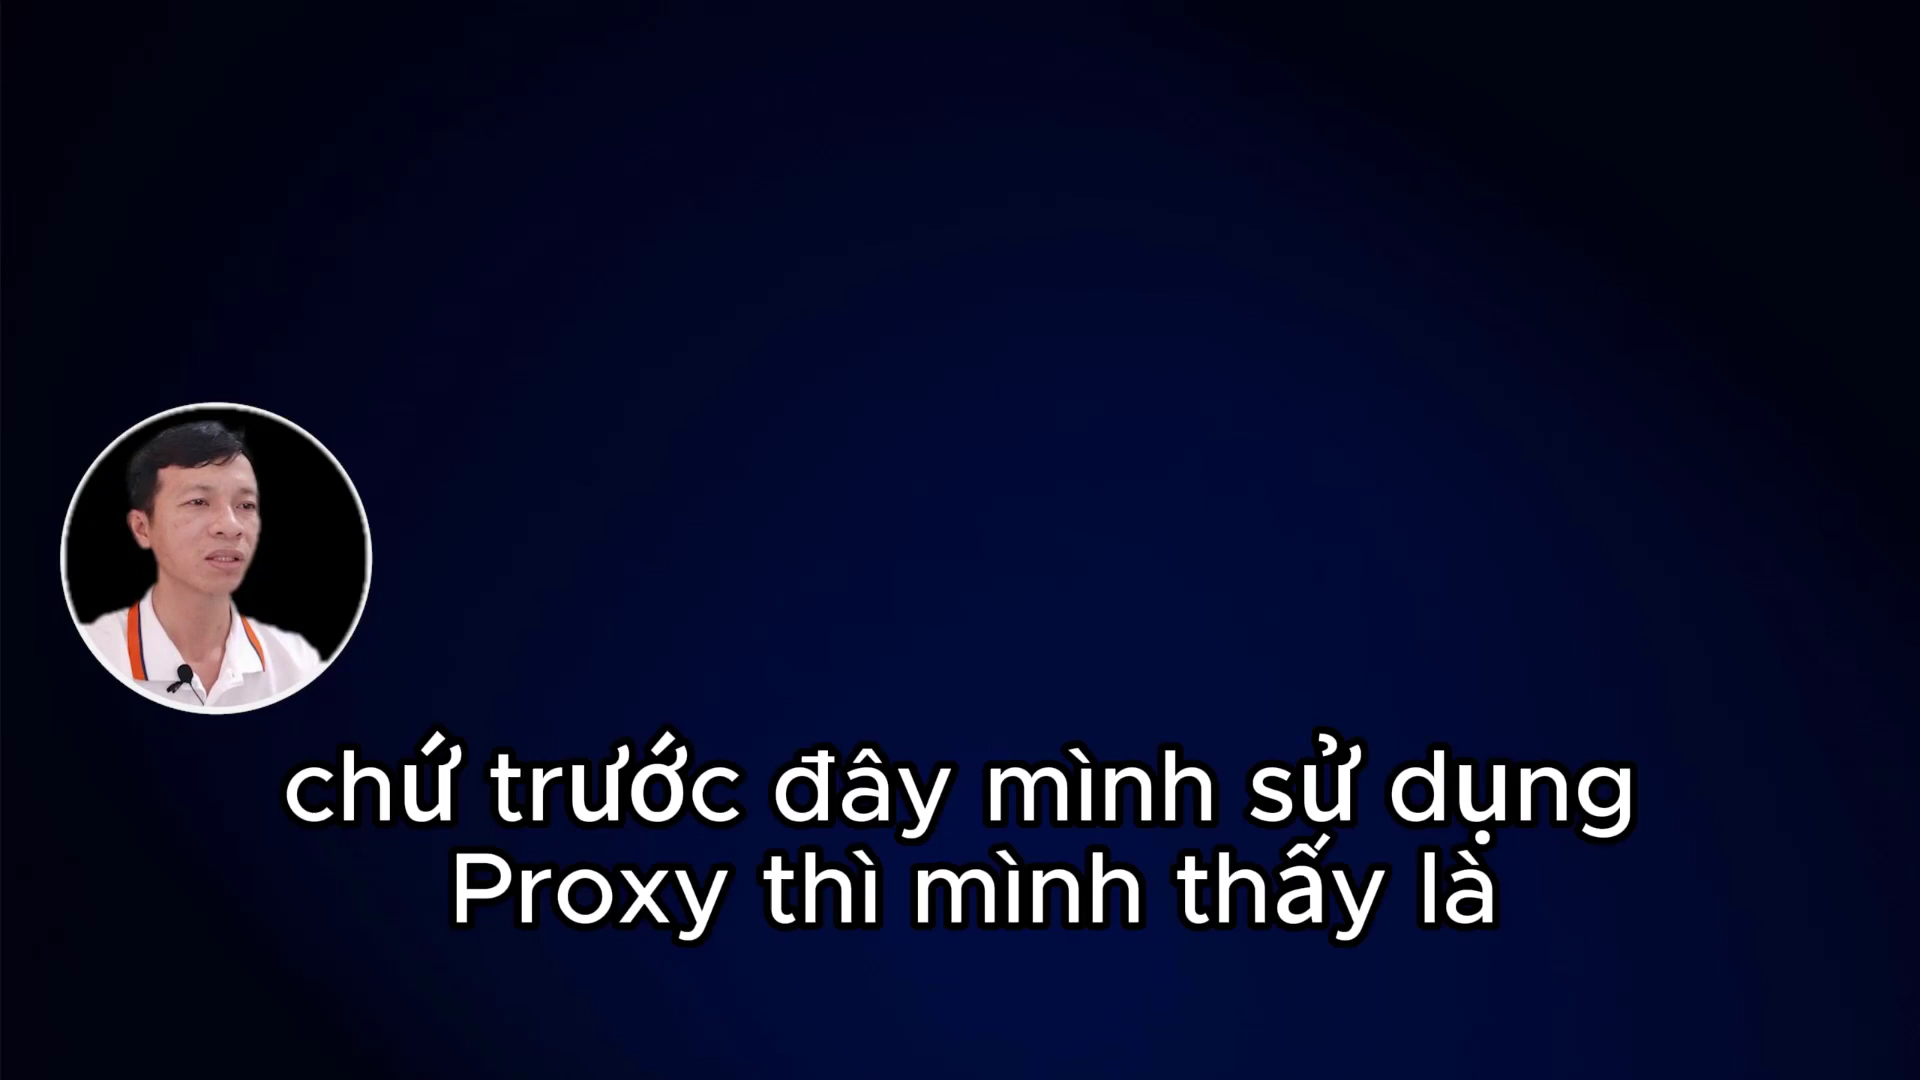 chứ trước đây mình sử dụng
Proxy thì mình thấy là